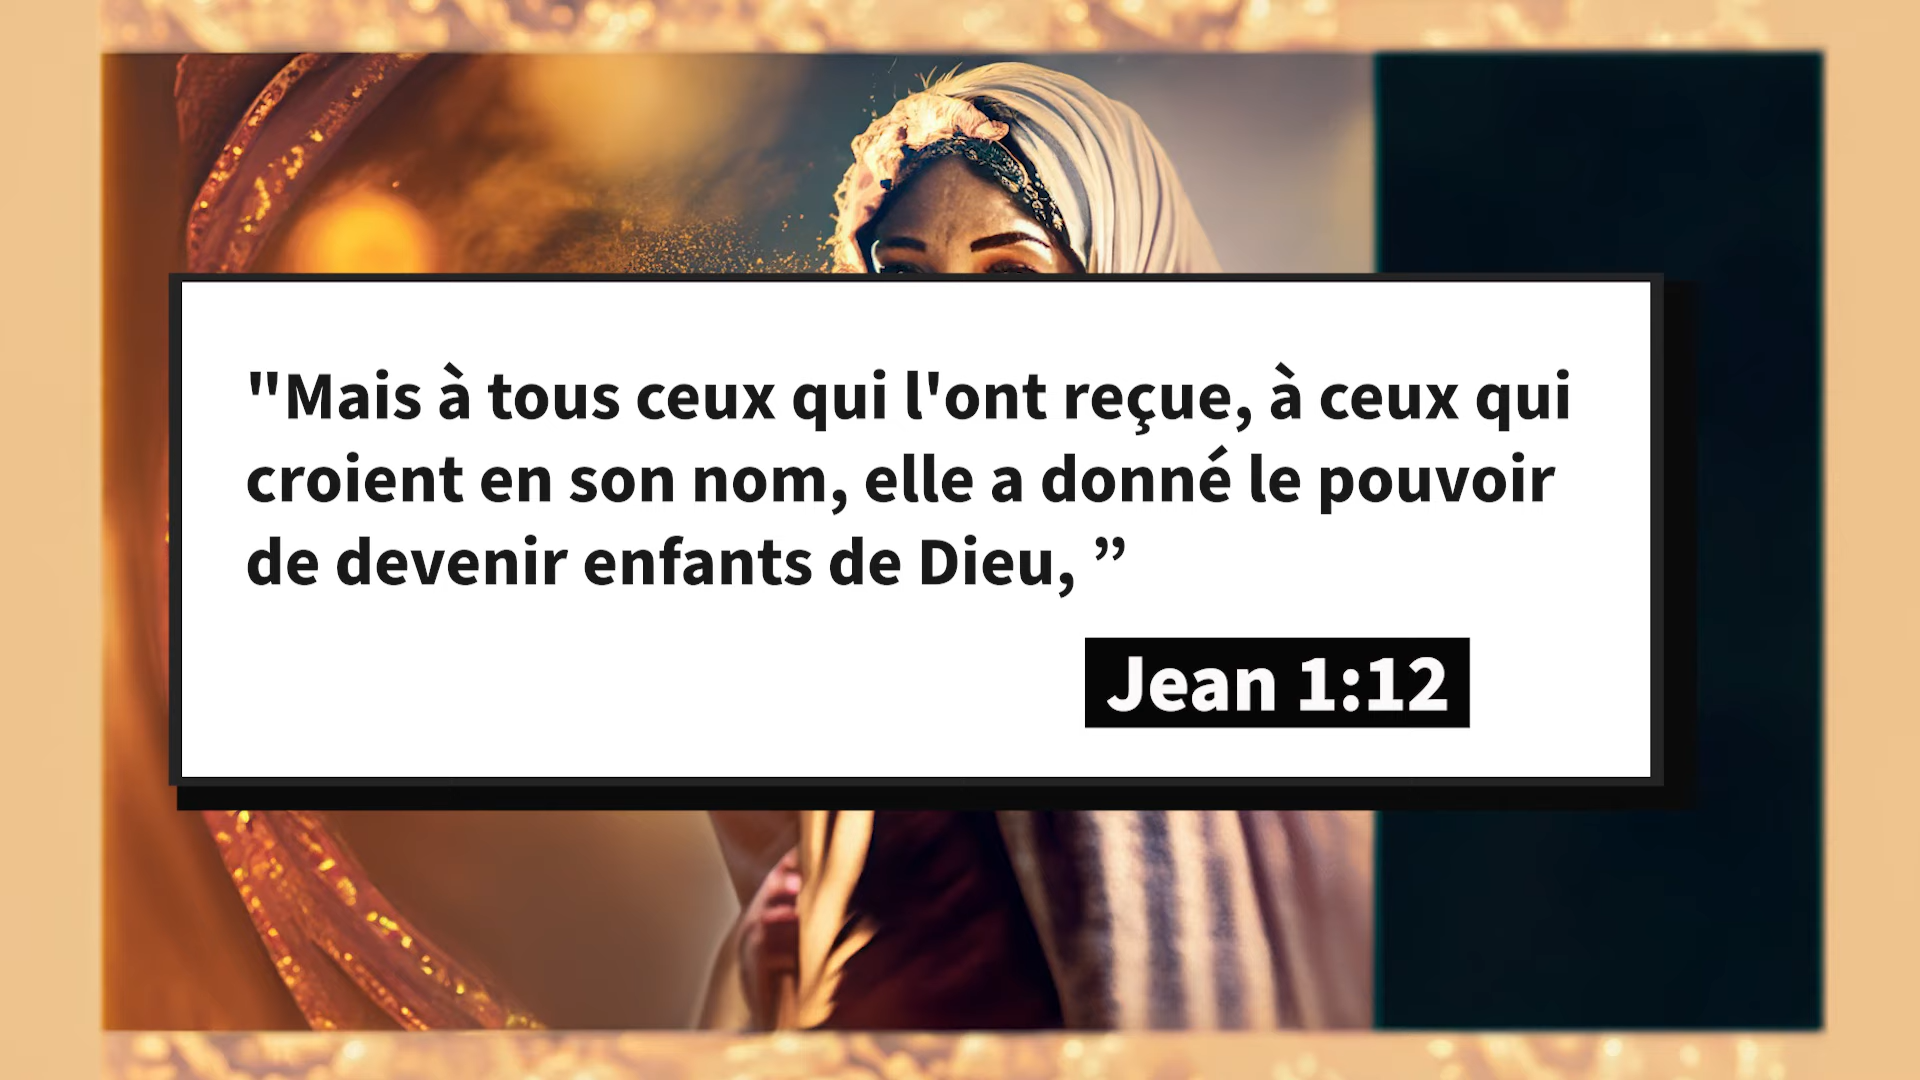 "Mais à tous ceux qui l'ont reçue, à ceux qui
croient en son nom, elle a donné le pouvoir
de devenir enfants de Dieu, ”
Jean 1:12